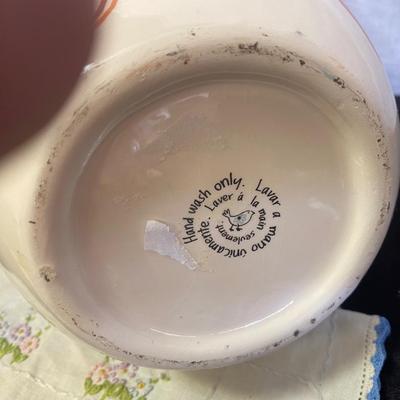 Hand wash only. Lavar a mano únicamente.
Laver á la main seulement.